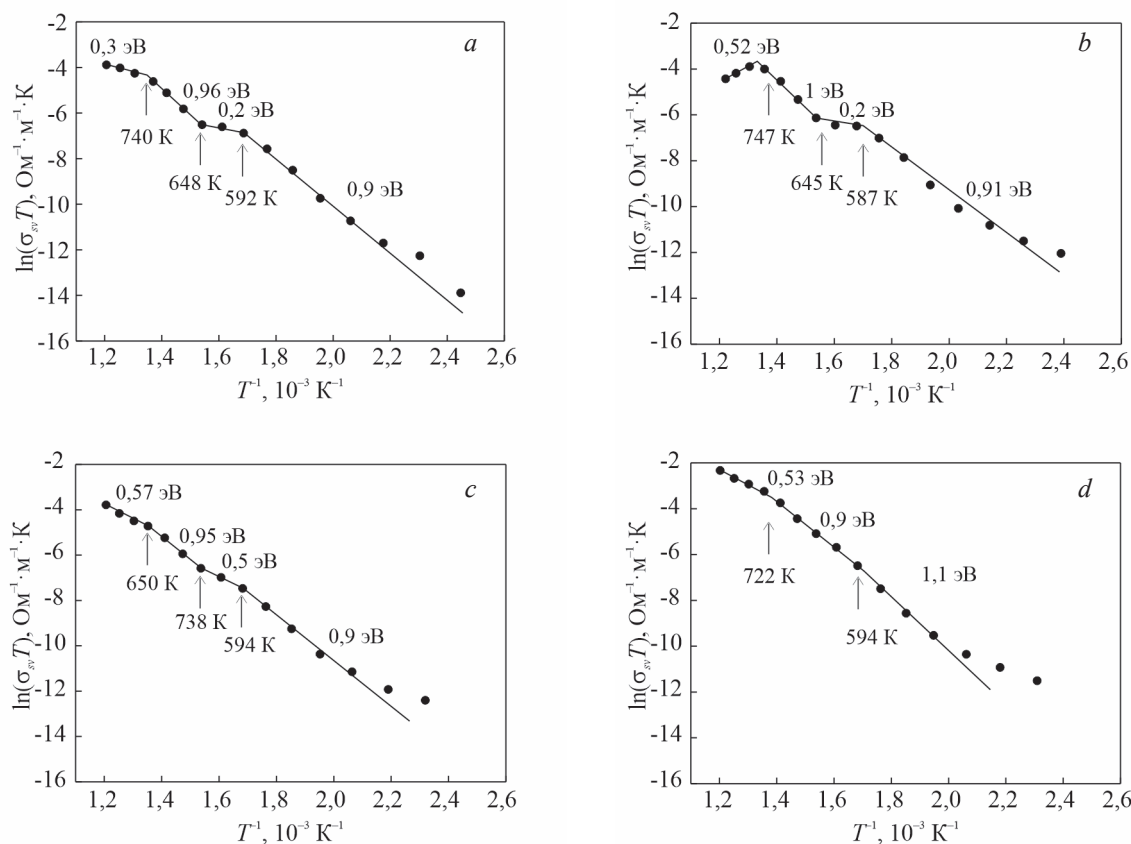 a
-2
-4
-6
-8
-10
-12
-14
-16
ln(σsvT), Ом⁻¹·м⁻¹·К
0,3 эВ
0,96 эВ
0,2 эВ
0,9 эВ
740 К
648 К
592 К
1,2 1,4 1,6 1,8 2,0 2,2 2,4 2,6
T⁻¹, 10⁻³ К⁻¹
b
-2
-4
-6
-8
-10
-12
-14
-16
ln(σsvT), Ом⁻¹·м⁻¹·К
0,52 эВ
1 эВ
0,2 эВ
0,91 эВ
747 К
645 К
587 К
1,2 1,4 1,6 1,8 2,0 2,2 2,4 2,6
T⁻¹, 10⁻³ К⁻¹
c
-2
-4
-6
-8
-10
-12
-14
-16
ln(σsvT), Ом⁻¹·м⁻¹·К
0,57 эВ
0,95 эВ
0,5 эВ
0,9 эВ
650 К
738 К
594 К
1,2 1,4 1,6 1,8 2,0 2,2 2,4 2,6
T⁻¹, 10⁻³ К⁻¹
d
-2
-4
-6
-8
-10
-12
-14
-16
ln(σsvT), Ом⁻¹·м⁻¹·К
0,53 эВ
0,9 эВ
1,1 эВ
722 К
594 К
1,2 1,4 1,6 1,8 2,0 2,2 2,4 2,6
T⁻¹, 10⁻³ К⁻¹